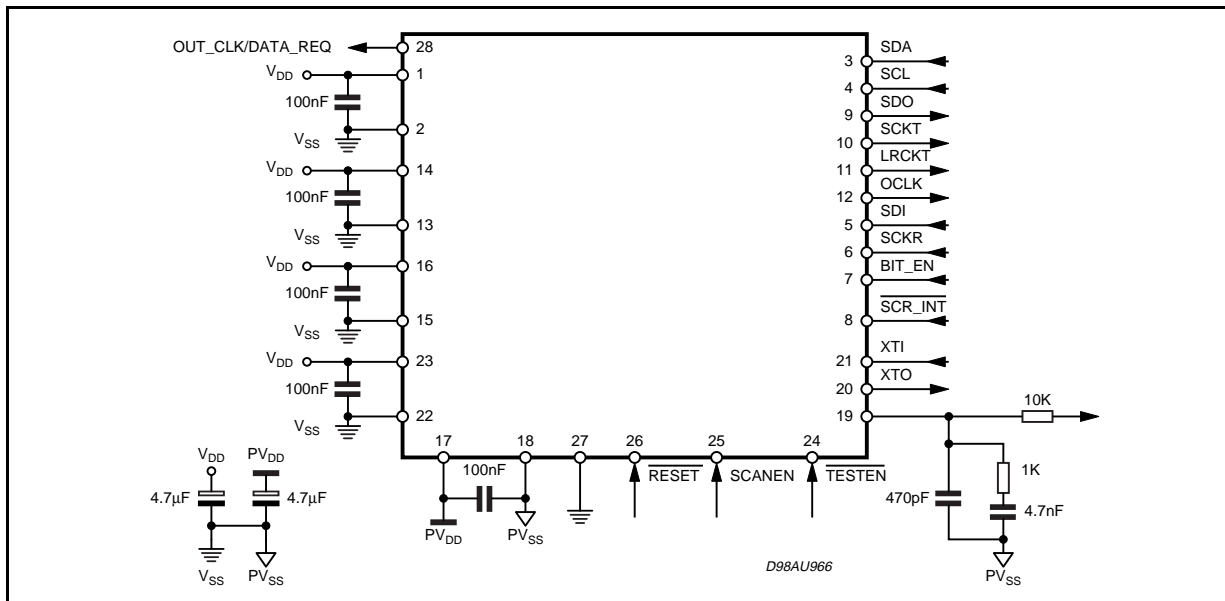 OUT_CLK/DATA_REQ 28
VDD 1
100nF
VSS 2
VDD 14
100nF
VSS 13
VDD 16
100nF
VSS 15
VDD 23
100nF
VSS 22
3 SDA
4 SCL
9 SDO
10 SCKT
11 LRCKT
12 OCLK
5 SDI
6 SCKR
7 BIT_EN
8 SCR_INT
21 XTI
20 XTO
19 10K
17 18 27 26 25 24
100nF RESET SCANEN TESTEN
PVDD PVSS
VDD PVDD
4.7µF 4.7µF
VSS PVSS
470pF 1K
4.7nF
PVSS
D98AU966